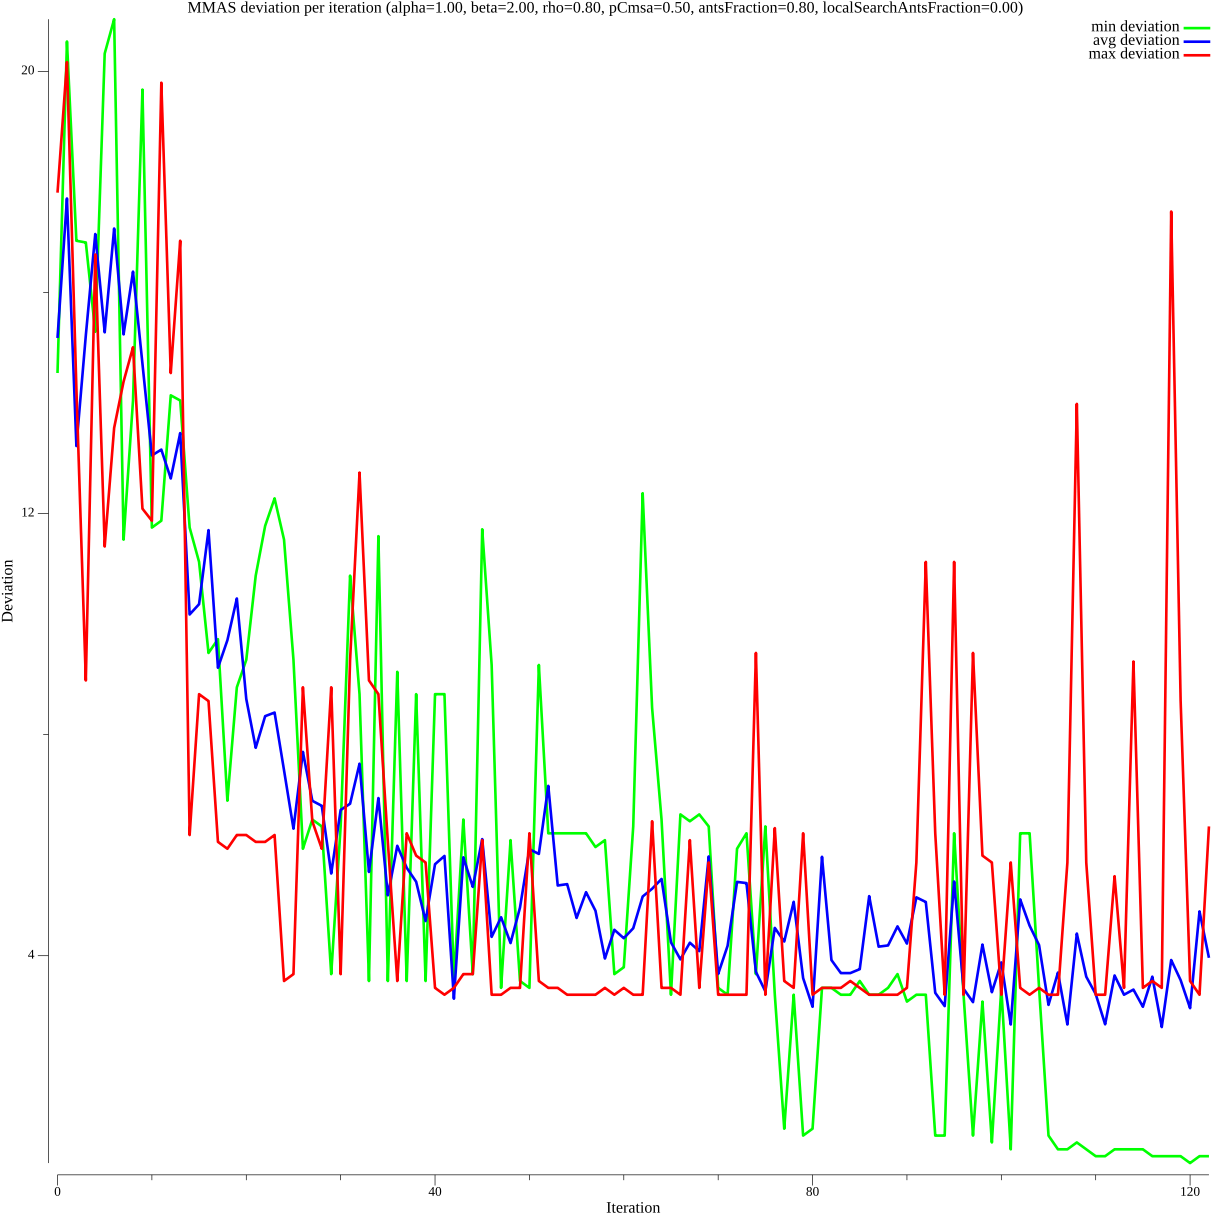 MMAS deviation per iteration (alpha=1.00, beta=2.00, rho=0.80, pCmsa=0.50, antsFraction=0.80, localSearchAntsFraction=0.00)
min deviation
avg deviation
max deviation
20
12
4
Deviation
0 40 80 120
Iteration